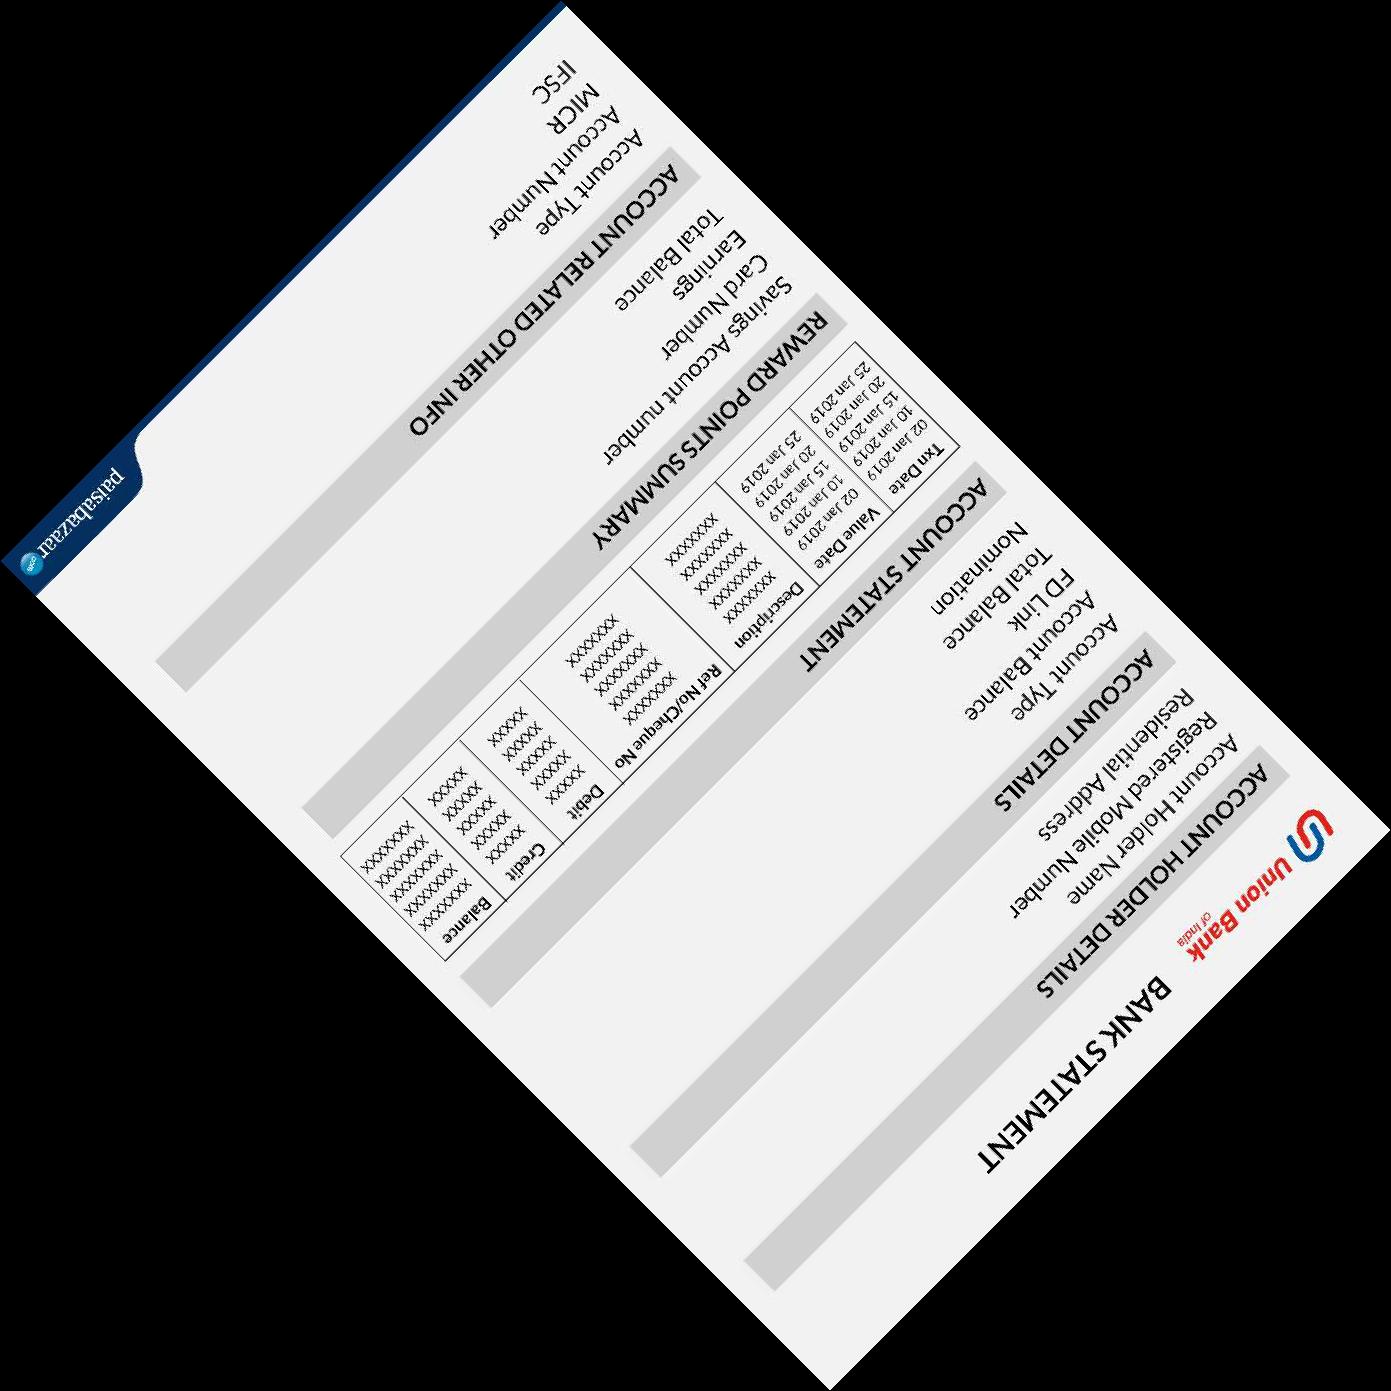 Union Bank
of India
BANK STATEMENT
ACCOUNT HOLDER DETAILS
Account Holder Name
Registered Mobile Number
Residential Address
ACCOUNT DETAILS
Account Type
Account Balance
FD Link
Total Balance
Nomination
ACCOUNT STATEMENT
Txn Date Value Date Description Ref No/Cheque No Debit Credit Balance
02 Jan 2019 02 Jan 2019 XXXXXXX XXXXXXX XXXXX XXXXX XXXXXXX
10 Jan 2019 10 Jan 2019 XXXXXXX XXXXXXX XXXXX XXXXX XXXXXXX
15 Jan 2019 15 Jan 2019 XXXXXXX XXXXXXX XXXXX XXXXX XXXXXXX
20 Jan 2019 20 Jan 2019 XXXXXXX XXXXXXX XXXXX XXXXX XXXXXXX
25 Jan 2019 25 Jan 2019 XXXXXXX XXXXXXX XXXXX XXXXX XXXXXXX
REWARD POINTS SUMMARY
Savings Account number
Card Number
Earnings
Total Balance
ACCOUNT RELATED OTHER INFO
Account Type
Account Number
MICR
IFSC
paisabazaar
.com